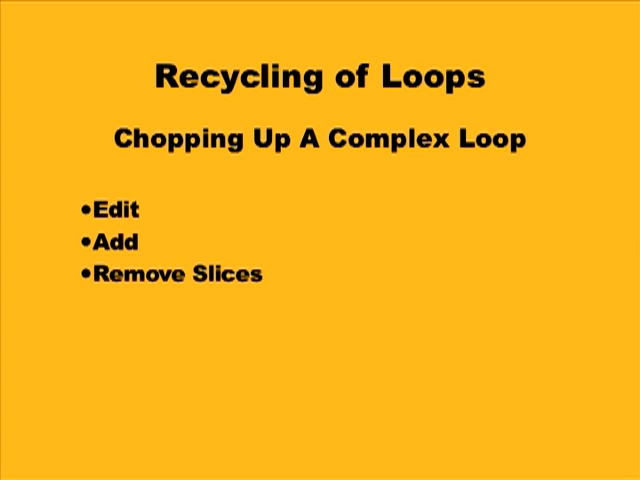 Recycling of Loops
Chopping Up A Complex Loop
•Edit
•Add
•Remove Slices